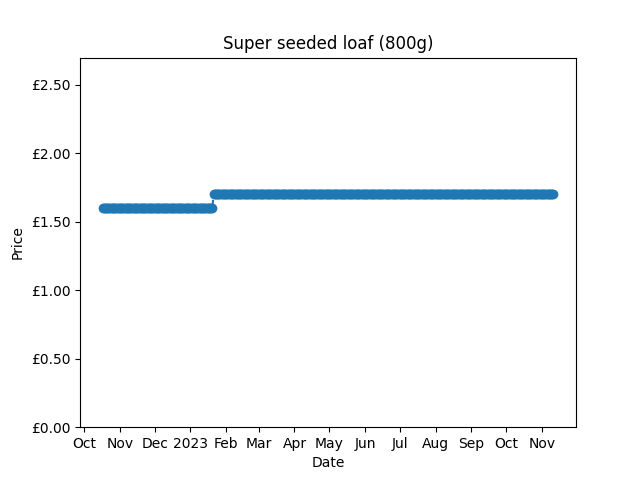 Super seeded loaf (800g)
£2.50
£2.00
£1.50
£1.00
£0.50
£0.00
Price
Oct Nov Dec 2023 Feb Mar Apr May Jun Jul Aug Sep Oct Nov
Date